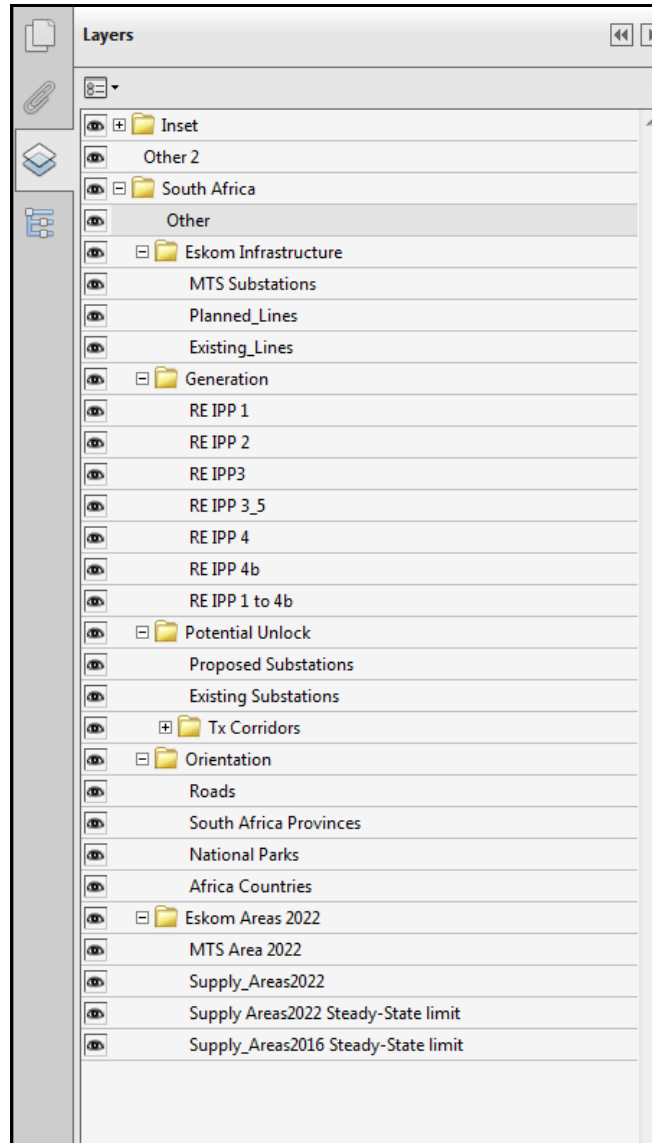 Layers
Inset
Other 2
South Africa
Other
Eskom Infrastructure
MTS Substations
Planned_Lines
Existing_Lines
Generation
RE IPP 1
RE IPP 2
RE IPP3
RE IPP 3_5
RE IPP 4
RE IPP 4b
RE IPP 1 to 4b
Potential Unlock
Proposed Substations
Existing Substations
Tx Corridors
Orientation
Roads
South Africa Provinces
National Parks
Africa Countries
Eskom Areas 2022
MTS Area 2022
Supply_Areas2022
Supply Areas2022 Steady-State limit
Supply_Areas2016 Steady-State limit